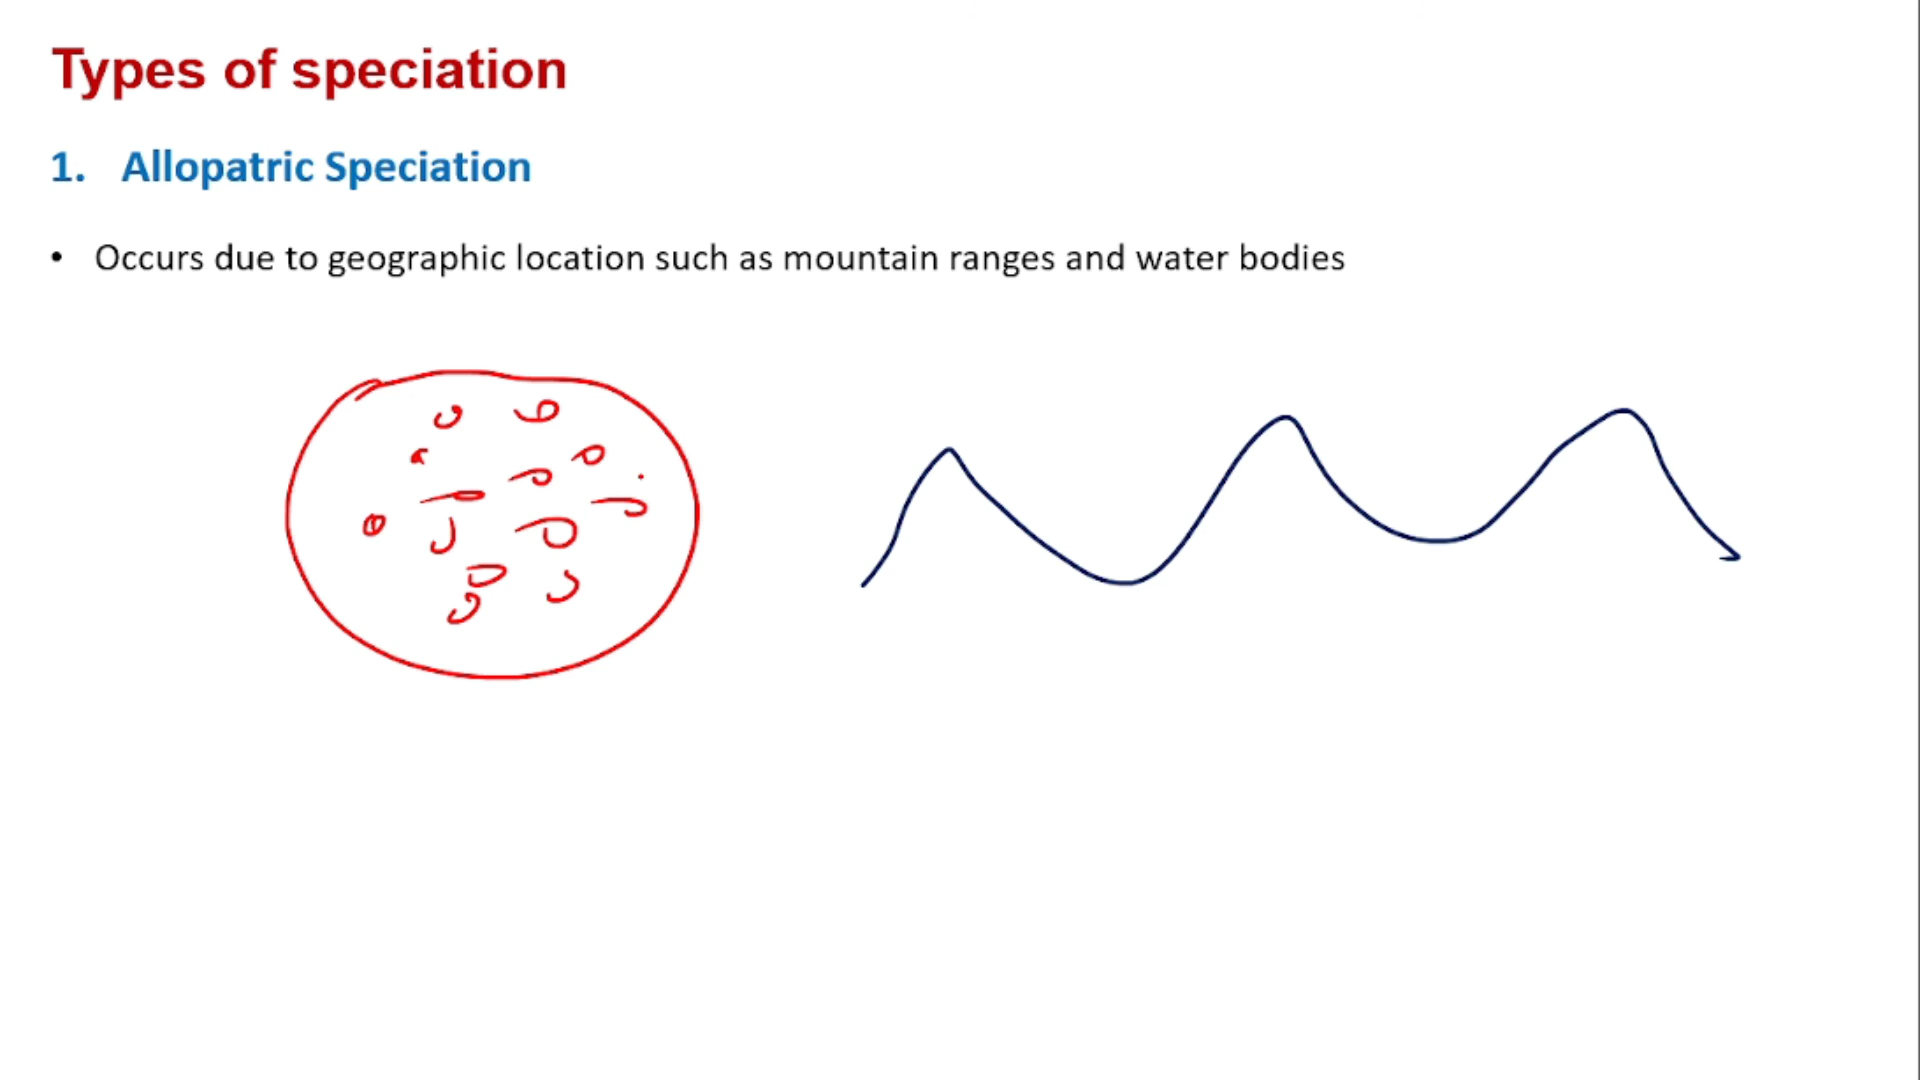 Types of speciation
1. Allopatric Speciation
• Occurs due to geographic location such as mountain ranges and water bodies